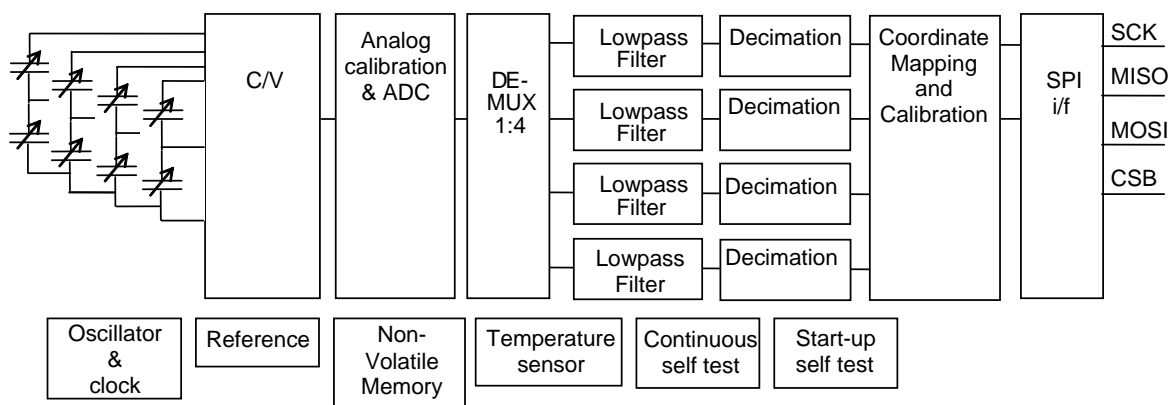 C/V
Analog
calibration
& ADC
DE-
MUX
1:4
Lowpass
Filter
Decimation
Lowpass
Filter
Decimation
Lowpass
Filter
Decimation
Lowpass
Filter
Decimation
Coordinate
Mapping
and
Calibration
SPI
i/f
SCK
MISO
MOSI
CSB
Oscillator
&
clock
Reference
Non-
Volatile
Memory
Temperature
sensor
Continuous
self test
Start-up
self test